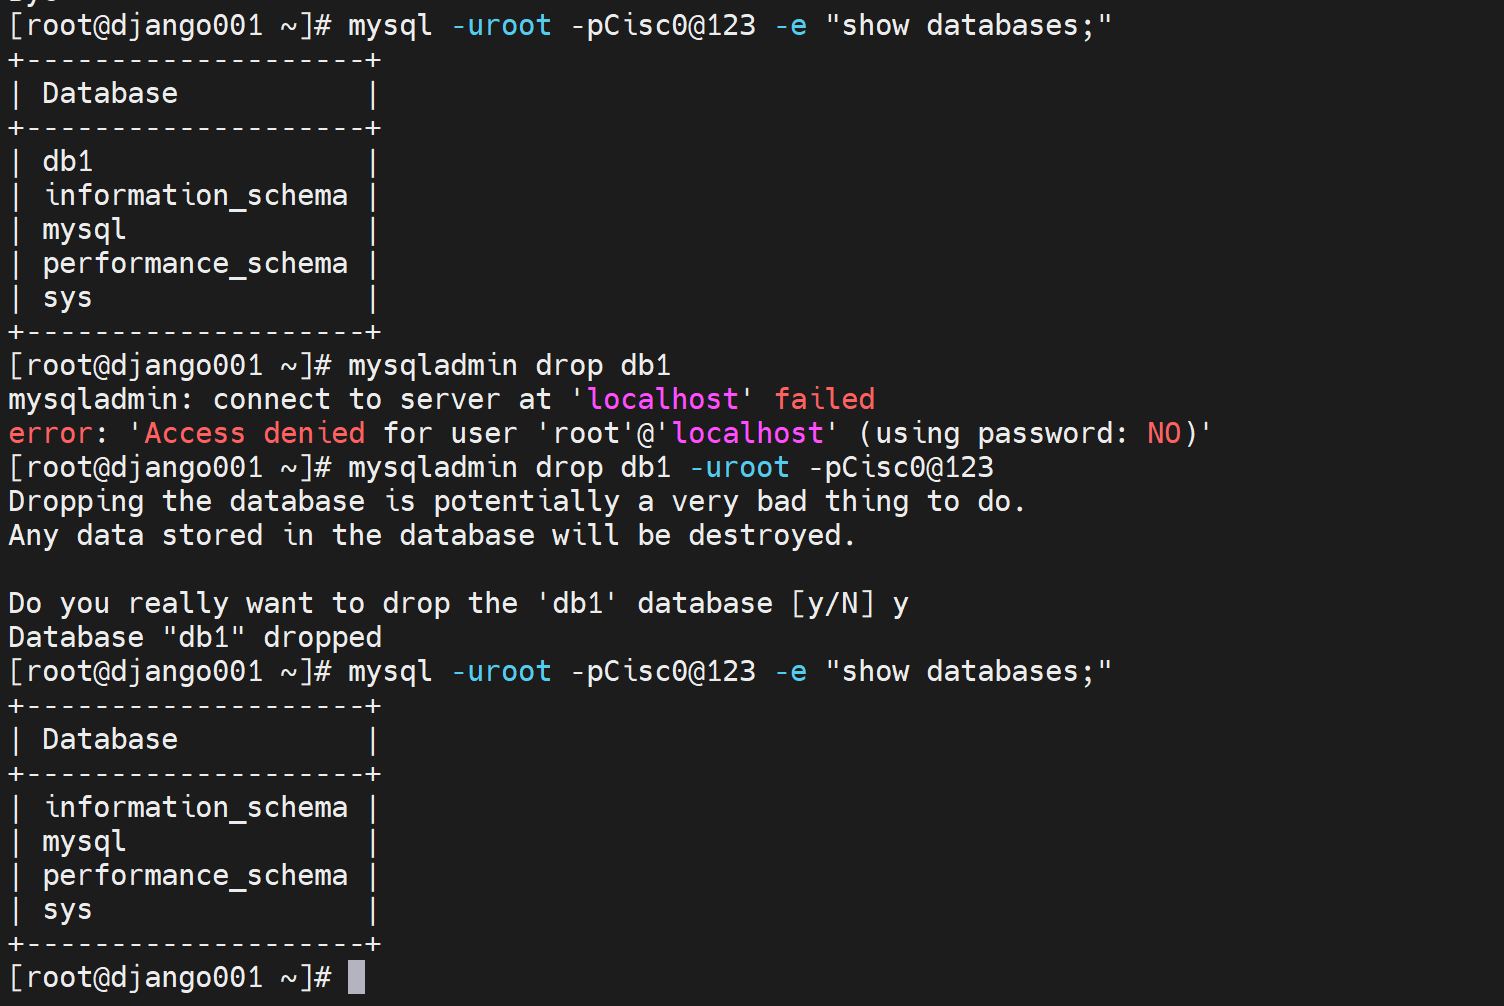 [root@django001 ~]# mysql -uroot -pCisc0@123 -e "show databases;"
+--------------------+
| Database           |
+--------------------+
| db1                |
| information_schema |
| mysql              |
| performance_schema |
| sys                |
+--------------------+
[root@django001 ~]# mysqladmin drop db1
mysqladmin: connect to server at 'localhost' failed
error: 'Access denied for user 'root'@'localhost' (using password: NO)'
[root@django001 ~]# mysqladmin drop db1 -uroot -pCisc0@123
Dropping the database is potentially a very bad thing to do.
Any data stored in the database will be destroyed.

Do you really want to drop the 'db1' database [y/N] y
Database "db1" dropped
[root@django001 ~]# mysql -uroot -pCisc0@123 -e "show databases;"
+--------------------+
| Database           |
+--------------------+
| information_schema |
| mysql              |
| performance_schema |
| sys                |
+--------------------+
[root@django001 ~]#